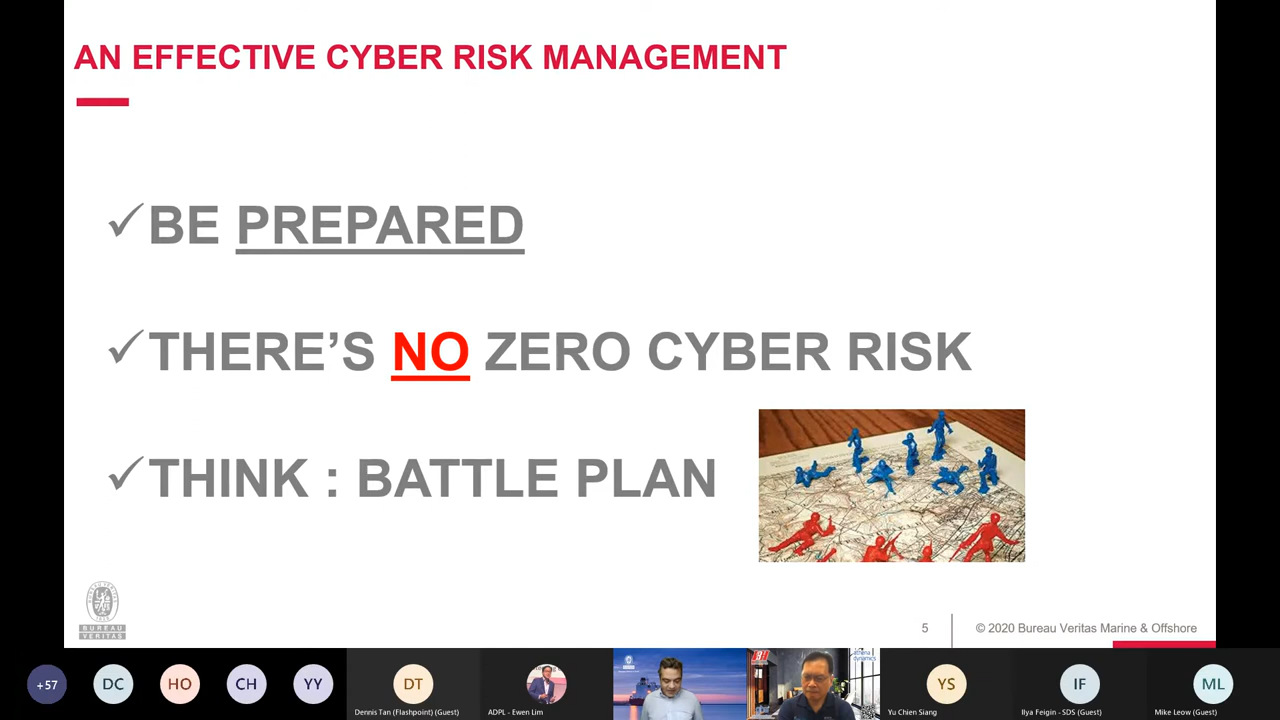 AN EFFECTIVE CYBER RISK MANAGEMENT
✓BE PREPARED
✓THERE’S NO ZERO CYBER RISK
✓THINK : BATTLE PLAN
BUREAU
VERITAS
5
© 2020 Bureau Veritas Marine & Offshore
+57
DC
HO
CH
YY
DT
Dennis Tan (Flashpoint) (Guest)
ADPL - Ewen Lim
athena
dynamics
YS
Yu Chien Siang
IF
Ilya Feigin - SDS (Guest)
ML
Mike Leow (Guest)